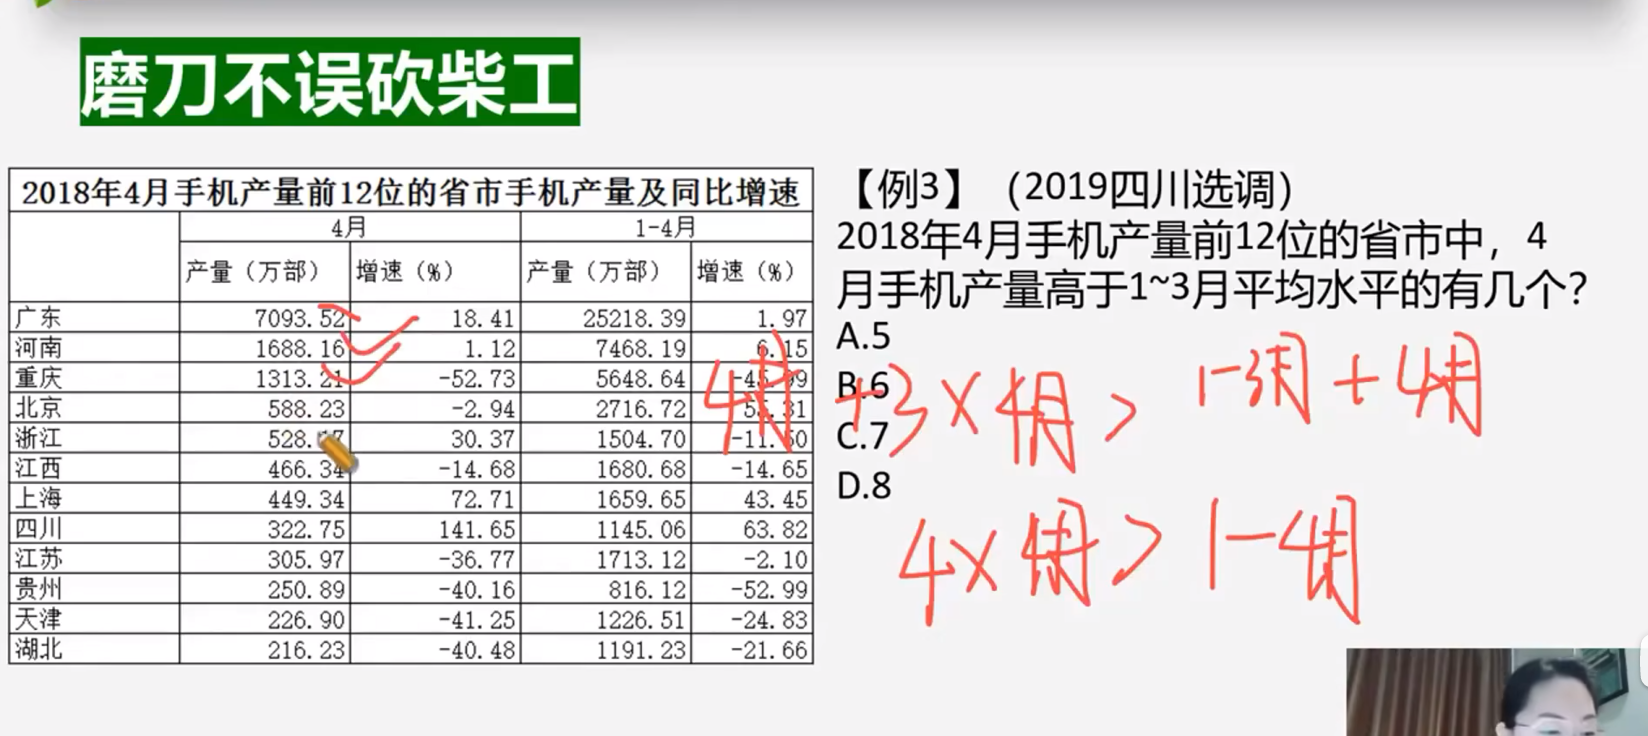 磨刀不误砍柴工
2018年4月手机产量前12位的省市手机产量及同比增速
4月 1-4月
产量（万部） 增速（%） 产量（万部） 增速（%）
广东 7093.52 18.41 25218.39 1.97
河南 1688.16 1.12 7468.19 6.15
重庆 1313.21 -52.73 5648.64
北京 588.23 -2.94 2716.72
浙江 30.37 1504.70 -11.50
江西 466.34 -14.68 1680.68 -14.65
上海 449.34 72.71 1659.65 43.45
四川 322.75 141.65 1145.06 63.82
江苏 305.97 -36.77 1713.12 -2.10
贵州 250.89 -40.16 816.12 -52.99
天津 226.90 -41.25 1226.51 -24.83
湖北 216.23 -40.48 1191.23 -21.66
【例3】（2019四川选调）
2018年4月手机产量前12位的省市中，4
月手机产量高于1~3月平均水平的有几个？
A.5
B.6
C.7
D.8
4月+3×4月> 1-3月+4月
4×4月> 1-4月